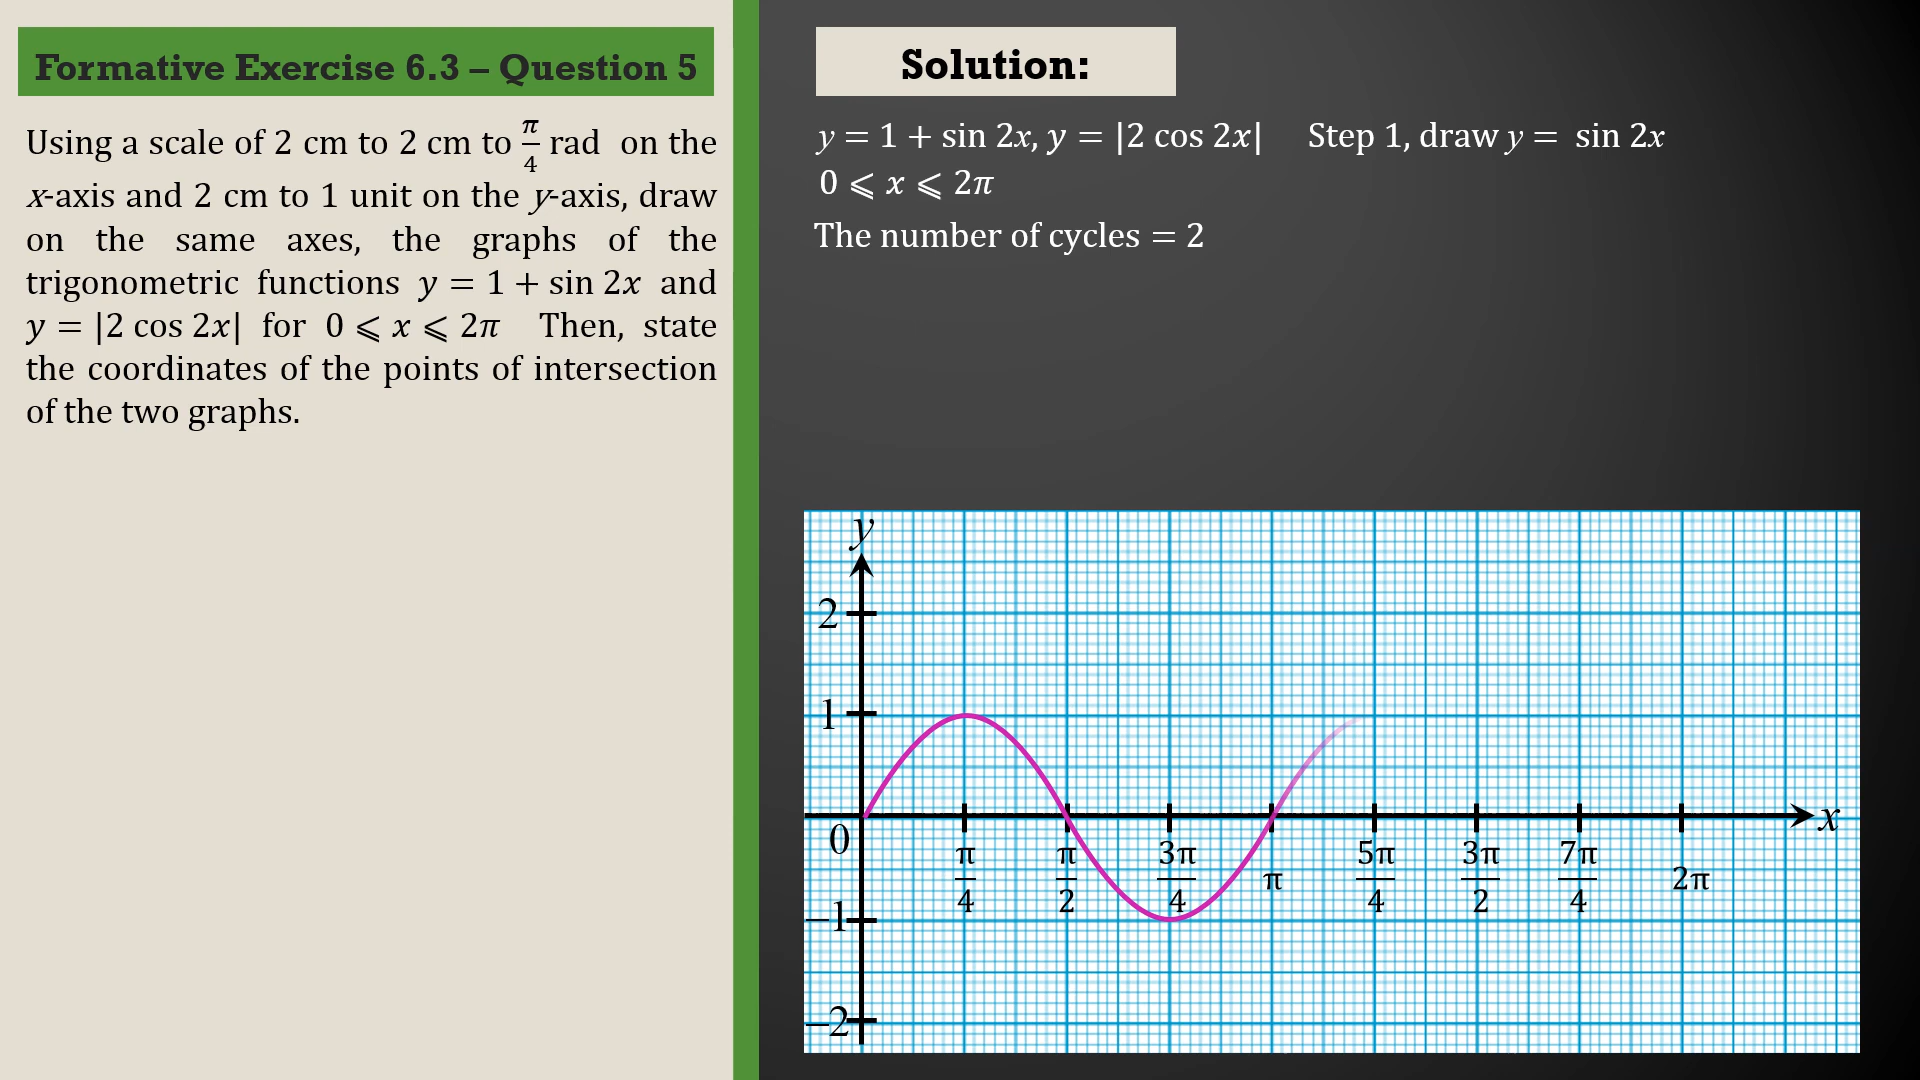 Formative Exercise 6.3 – Question 5
Using a scale of 2 cm to 2 cm to π/4 rad on the
x-axis and 2 cm to 1 unit on the y-axis, draw
on the same axes, the graphs of the
trigonometric functions y = 1 + sin 2x and
y = |2 cos 2x| for 0 ⩽ x ⩽ 2π Then, state
the coordinates of the points of intersection
of the two graphs.
Solution:
y = 1 + sin 2x, y = |2 cos 2x| Step 1, draw y = sin 2x
0 ⩽ x ⩽ 2π
The number of cycles = 2
y
2
1
0
x
π/4 π/2 3π/4 π 5π/4 3π/2 7π/4 2π
−1
−2